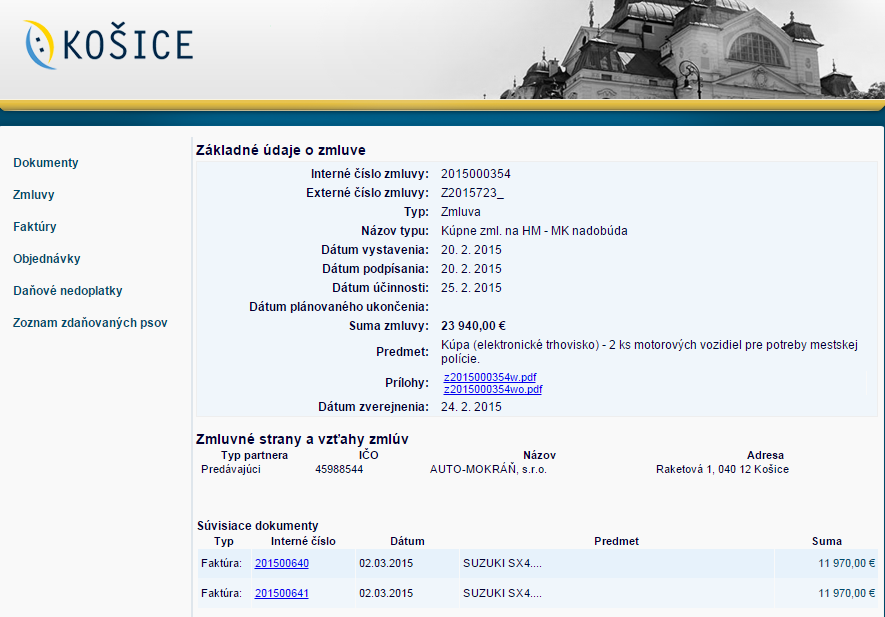 KOŠICE
Dokumenty
Zmluvy
Faktúry
Objednávky
Daňové nedoplatky
Zoznam zdaňovaných psov
Základné údaje o zmluve
Interné číslo zmluvy: 2015000354
Externé číslo zmluvy: Z2015723_
Typ: Zmluva
Názov typu: Kúpne zml. na HM - MK nadobúda
Dátum vystavenia: 20. 2. 2015
Dátum podpísania: 20. 2. 2015
Dátum účinnosti: 25. 2. 2015
Dátum plánovaného ukončenia:
Suma zmluvy: 23 940,00 €
Predmet: Kúpa (elektronické trhovisko) - 2 ks motorových vozidiel pre potreby mestskej
polície.
Prílohy: z2015000354w.pdf
z2015000354wo.pdf
Dátum zverejnenia: 24. 2. 2015
Zmluvné strany a vzťahy zmlúv
Typ partnera IČO Názov Adresa
Predávajúci 45988544 AUTO-MOKRÁŇ, s.r.o. Raketová 1, 040 12 Košice
Súvisiace dokumenty
Typ Interné číslo Dátum Predmet Suma
Faktúra: 201500640 02.03.2015 SUZUKI SX4.... 11 970,00 €
Faktúra: 201500641 02.03.2015 SUZUKI SX4.... 11 970,00 €